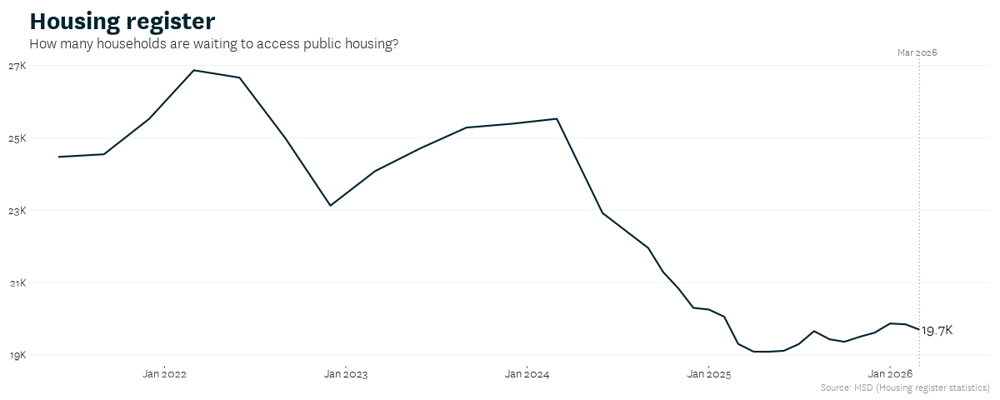 Housing register
How many households are waiting to access public housing?
Mar 2026
27K
25K
23K
21K
19.7K
19K
Jan 2022 Jan 2023 Jan 2024 Jan 2025 Jan 2026
Source: MSD (Housing register statistics)